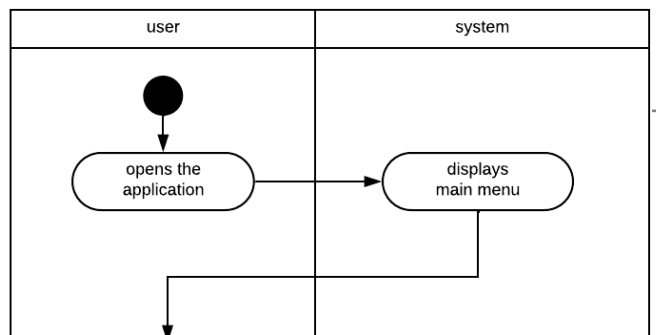 user
system
opens the
application
displays
main menu